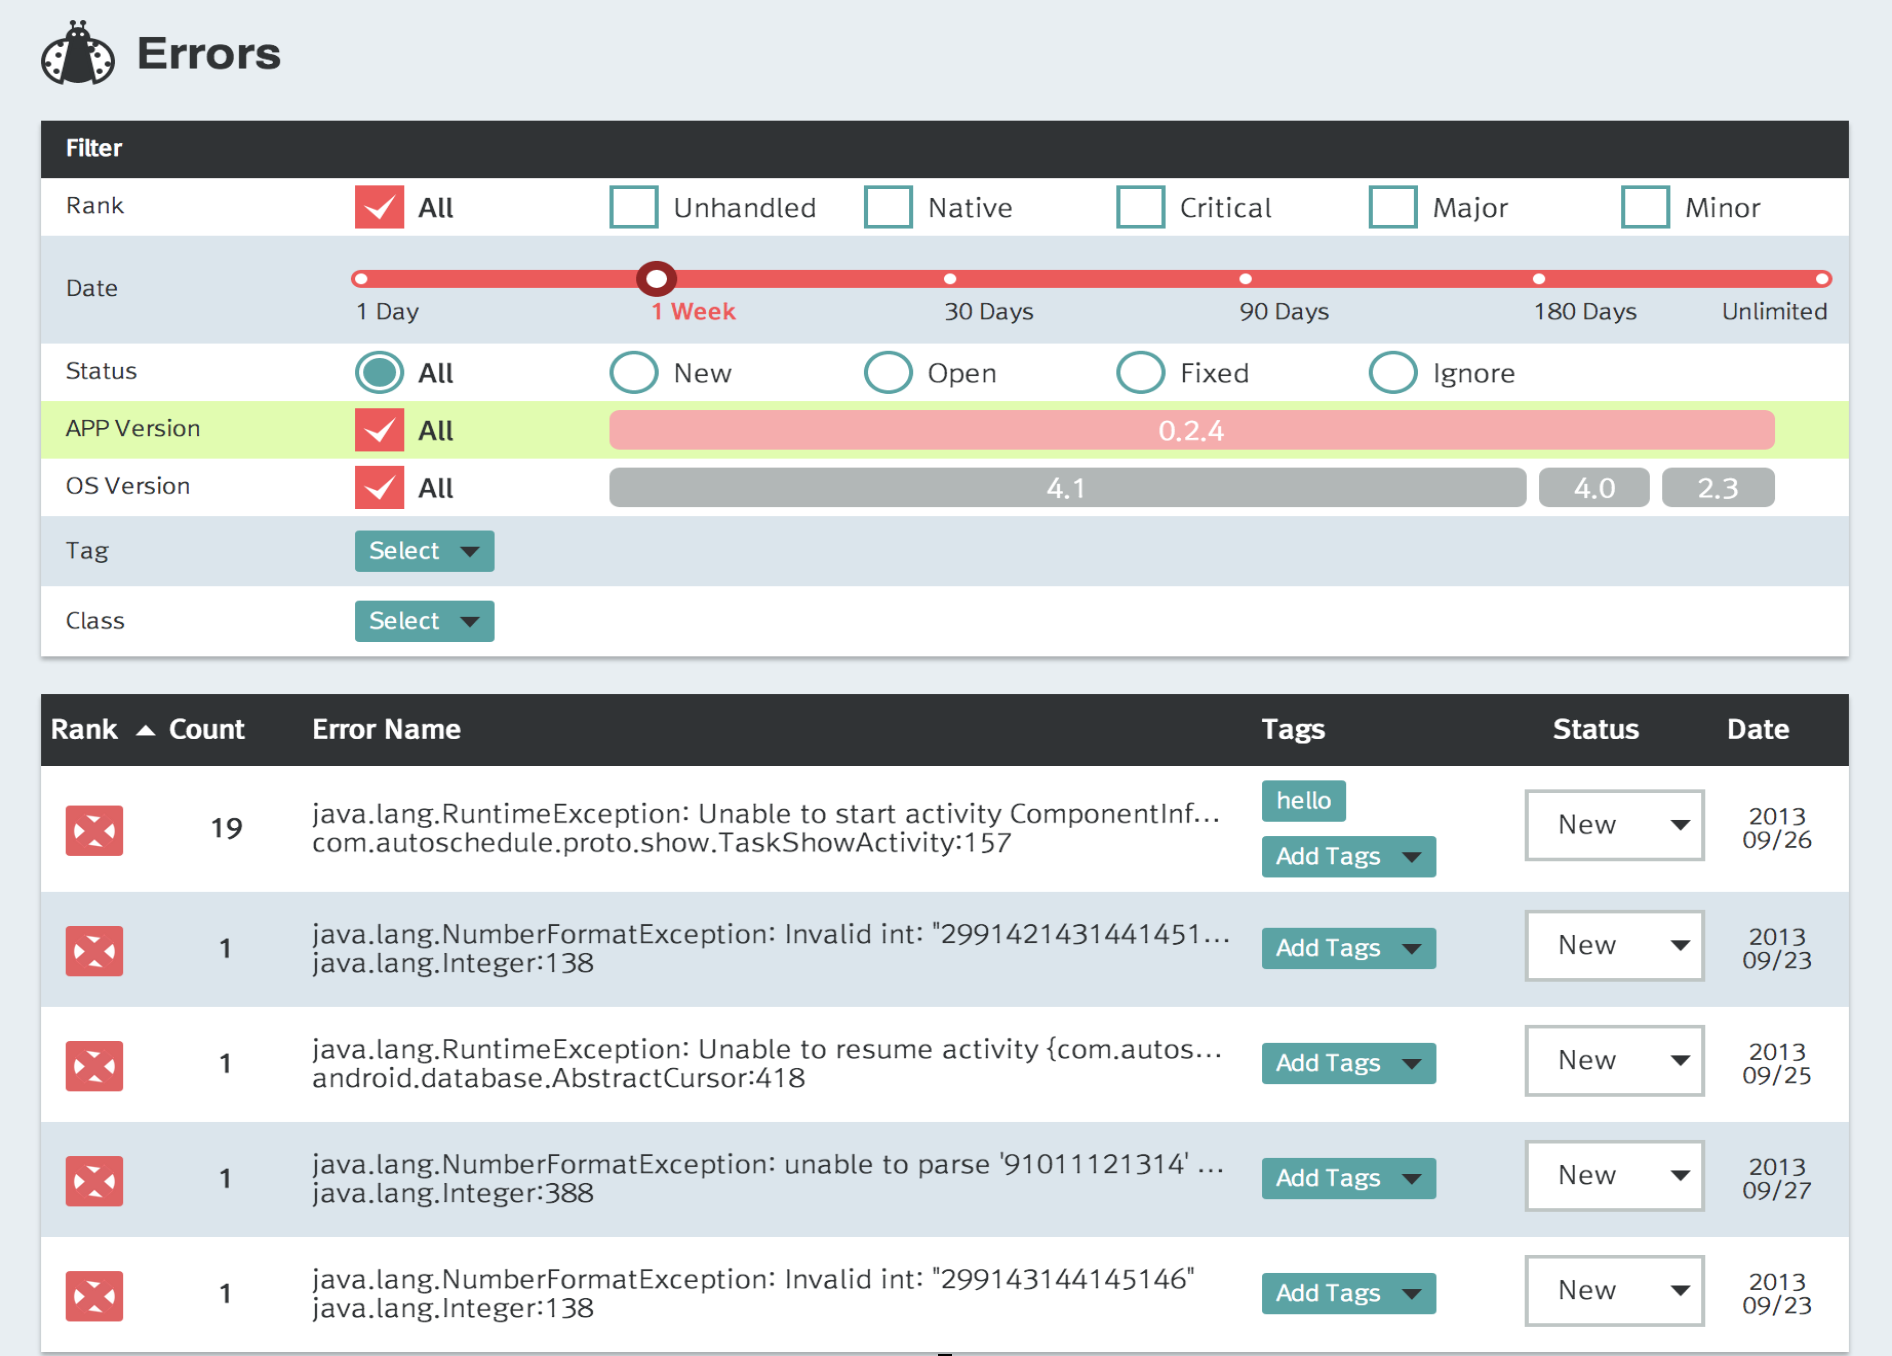 Errors
Filter
Rank All Unhandled Native Critical Major Minor
Date
1 Day 1 Week 30 Days 90 Days 180 Days Unlimited
Status All New Open Fixed Ignore
APP Version All 0.2.4
OS Version All 4.1 4.0 2.3
Tag Select
Class Select
Rank Count Error Name Tags Status Date
19
java.lang.RuntimeException: Unable to start activity ComponentInf...
com.autoschedule.proto.show.TaskShowActivity:157
hello
Add Tags
New
2013
09/26
1
java.lang.NumberFormatException: Invalid int: "2991421431441451...
java.lang.Integer:138
Add Tags
New
2013
09/23
1
java.lang.RuntimeException: Unable to resume activity {com.autos...
android.database.AbstractCursor:418
Add Tags
New
2013
09/25
1
java.lang.NumberFormatException: unable to parse '91011121314' ...
java.lang.Integer:388
Add Tags
New
2013
09/27
1
java.lang.NumberFormatException: Invalid int: "299143144145146"
java.lang.Integer:138
Add Tags
New
2013
09/23